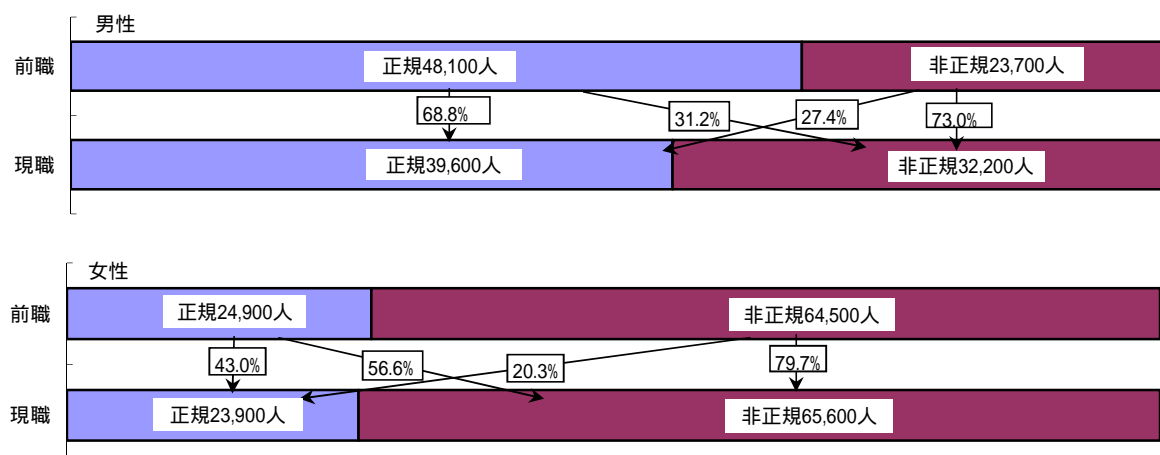 男性
前職 正規48,100人 非正規23,700人
68.8% 31.2% 27.4% 73.0%
現職 正規39,600人 非正規32,200人
女性
前職 正規24,900人 非正規64,500人
43.0% 56.6% 20.3% 79.7%
現職 正規23,900人 非正規65,600人